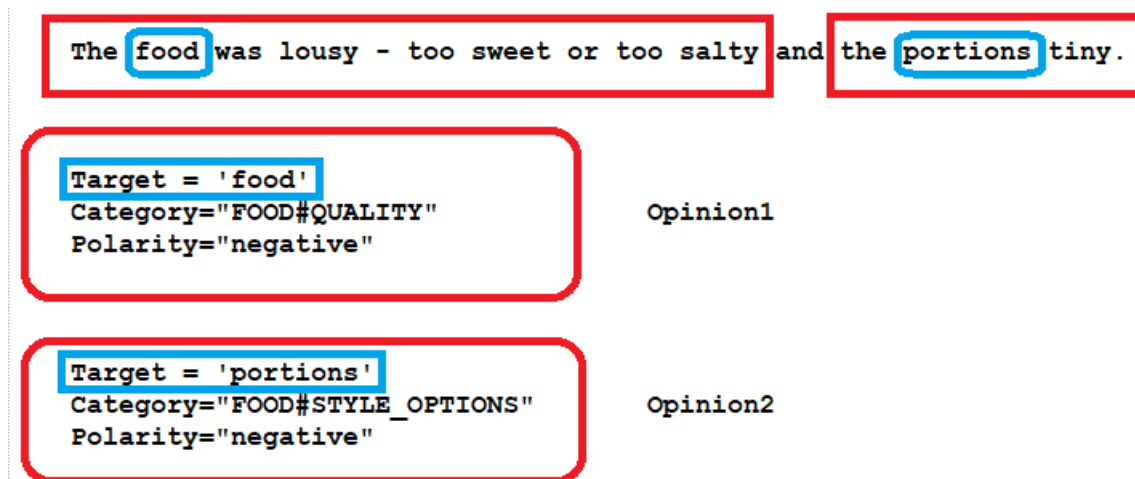 The food was lousy - too sweet or too salty and the portions tiny.
Target = 'food'
Category="FOOD#QUALITY" Opinion1
Polarity="negative"
Target = 'portions'
Category="FOOD#STYLE_OPTIONS" Opinion2
Polarity="negative"